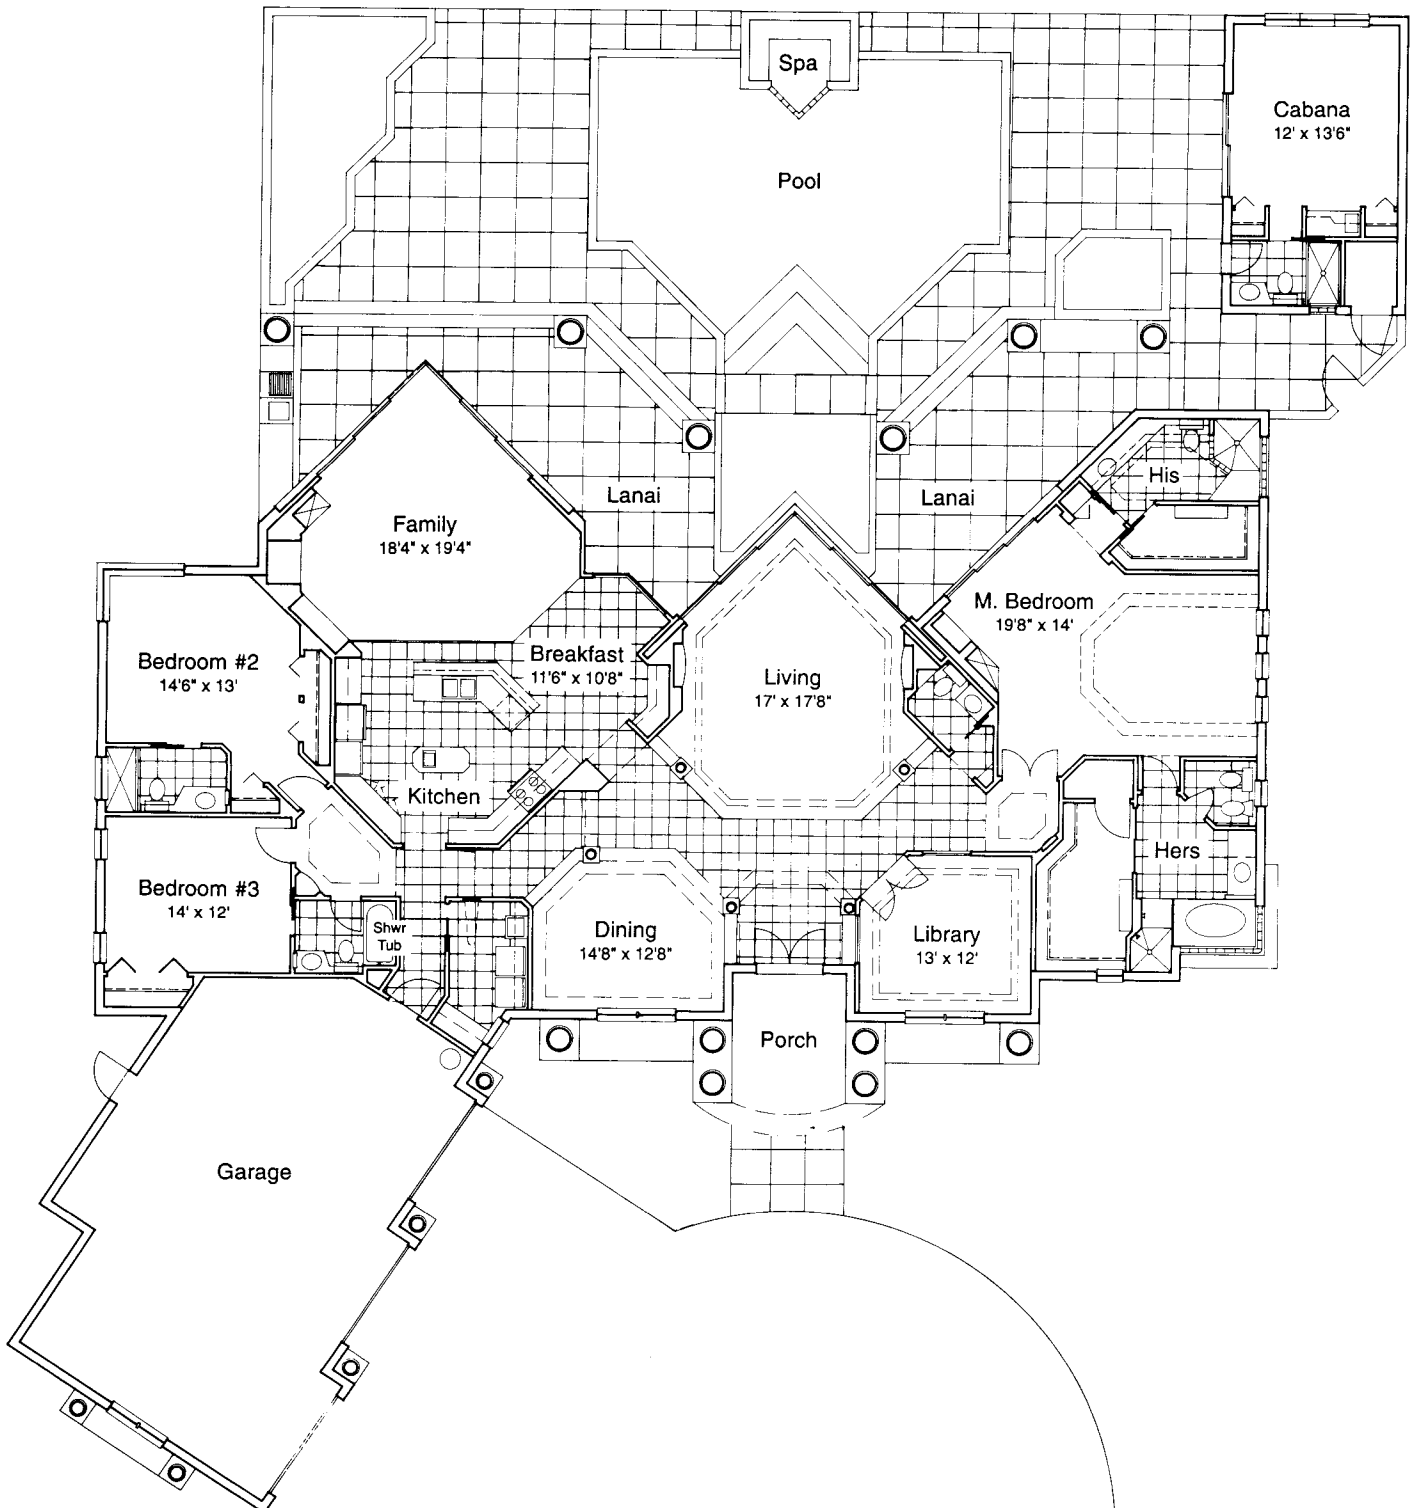 Spa
Cabana
12' x 13'6"
Pool
His
Lanai
Lanai
Family
18'4" x 19'4"
M. Bedroom
19'8" x 14'
Breakfast
11'6" x 10'8"
Bedroom #2
14'6" x 13'
Living
17' x 17'8"
Kitchen
Hers
Bedroom #3
14' x 12'
Shwr
Tub
Dining
14'8" x 12'8"
Library
13' x 12'
Porch
Garage